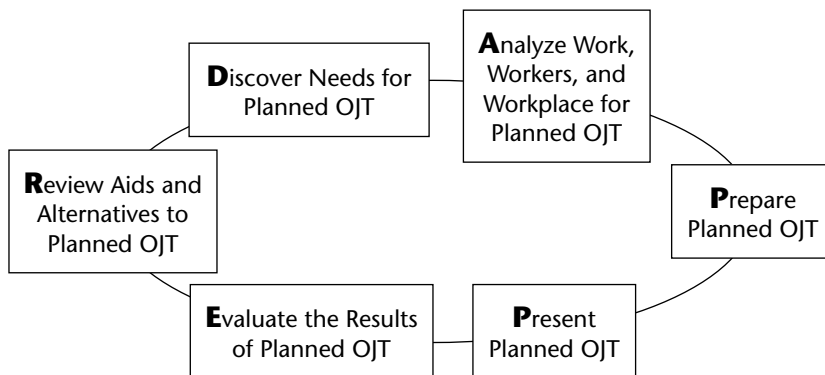 Discover Needs for
Planned OJT
Analyze Work,
Workers, and
Workplace for
Planned OJT
Prepare
Planned OJT
Present
Planned OJT
Evaluate the Results
of Planned OJT
Review Aids and
Alternatives to
Planned OJT